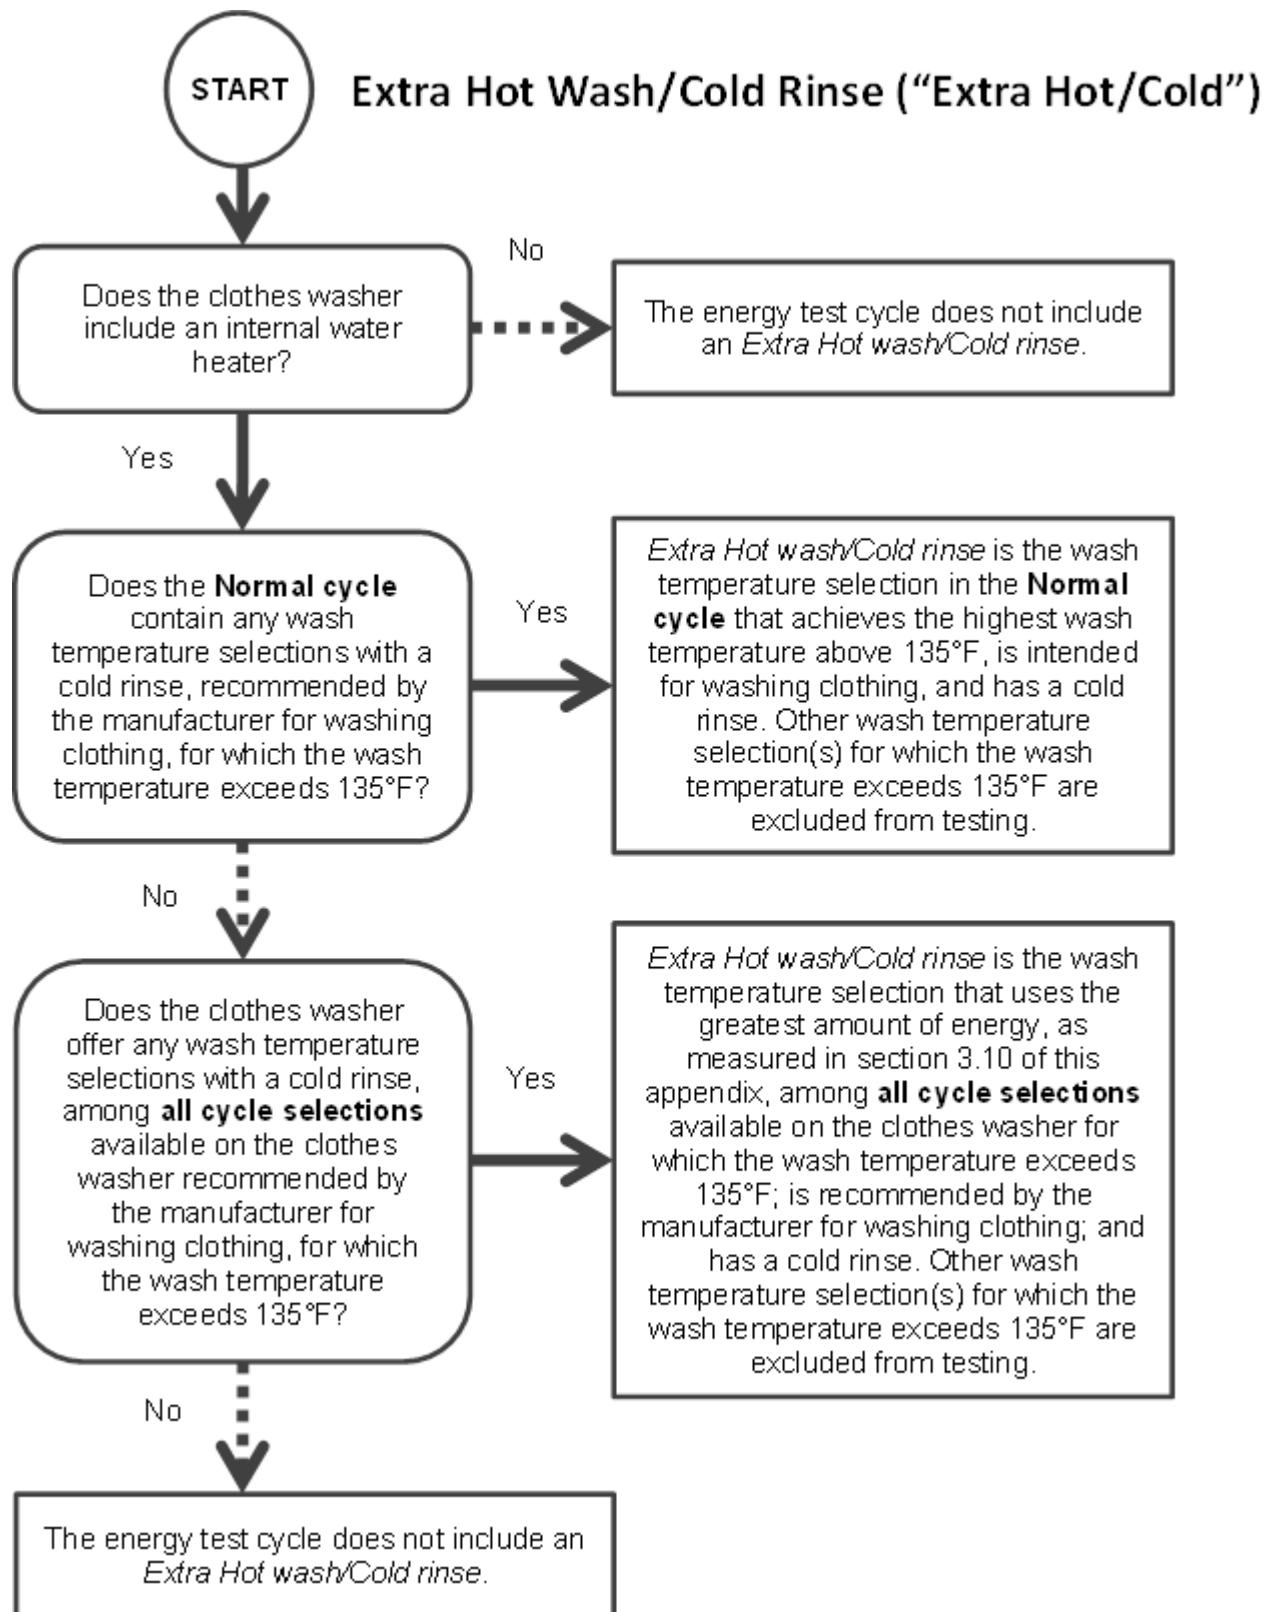 START
Extra Hot Wash/Cold Rinse (“Extra Hot/Cold”)
No
Does the clothes washer
include an internal water
heater?
The energy test cycle does not include
an Extra Hot wash/Cold rinse.
Yes
Does the Normal cycle
contain any wash
temperature selections with a
cold rinse, recommended by
the manufacturer for washing
clothing, for which the wash
temperature exceeds 135°F?
Yes
Extra Hot wash/Cold rinse is the wash
temperature selection in the Normal
cycle that achieves the highest wash
temperature above 135°F, is intended
for washing clothing, and has a cold
rinse. Other wash temperature
selection(s) for which the wash
temperature exceeds 135°F are
excluded from testing.
No
Does the clothes washer
offer any wash temperature
selections with a cold rinse,
among all cycle selections
available on the clothes
washer recommended by
the manufacturer for
washing clothing, for which
the wash temperature
exceeds 135°F?
Yes
Extra Hot wash/Cold rinse is the wash
temperature selection that uses the
greatest amount of energy, as
measured in section 3.10 of this
appendix, among all cycle selections
available on the clothes washer for
which the wash temperature exceeds
135°F; is recommended by the
manufacturer for washing clothing; and
has a cold rinse. Other wash
temperature selection(s) for which the
wash temperature exceeds 135°F are
excluded from testing.
No
The energy test cycle does not include an
Extra Hot wash/Cold rinse.